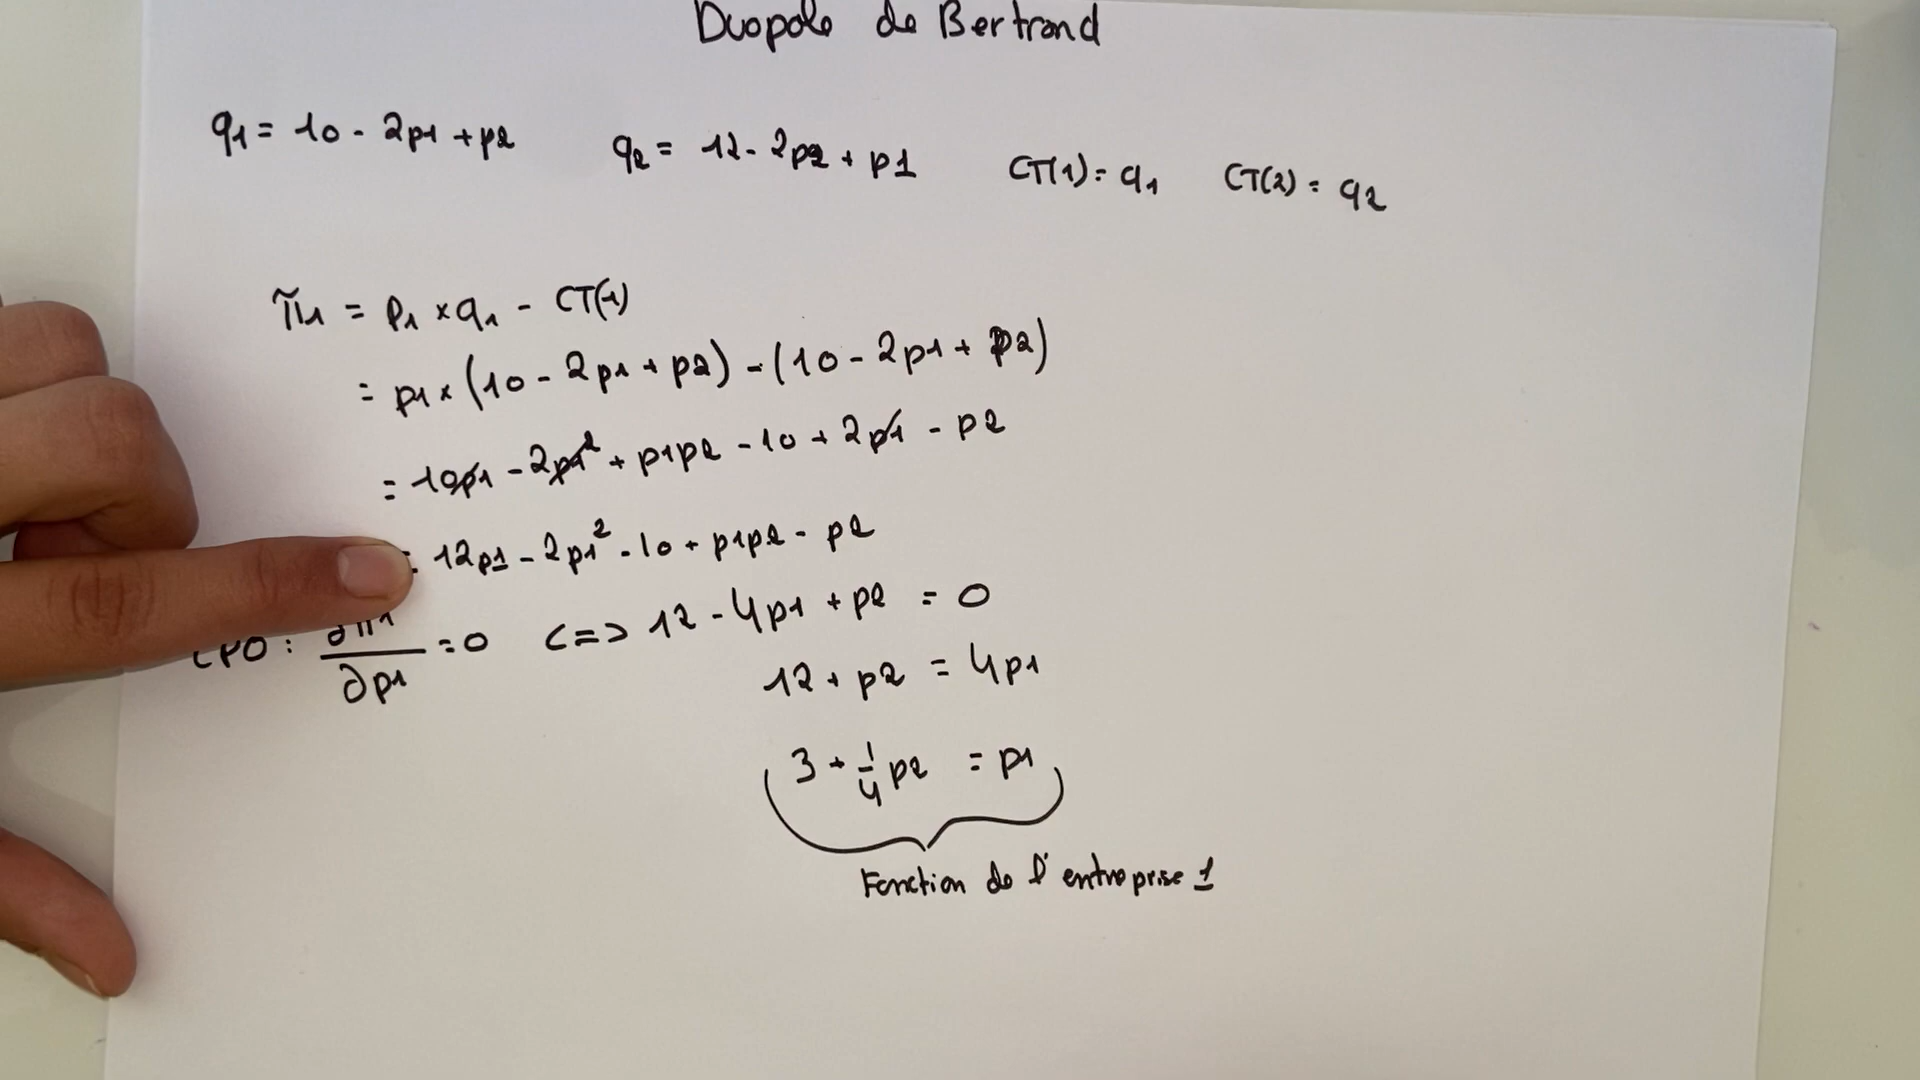 Duopole de Bertrand
q1 = 10 - 2p1 + p2 q2 = 12 - 2p2 + p1 CT(1) = q1 CT(2) = q2
π1 = p1 × q1 - CT(1)
= p1 × (10 - 2p1 + p2) - (10 - 2p1 + p2)
= 10p1 - 2p1² + p1p2 - 10 + 2p1 - p2
= 12p1 - 2p1² - 10 + p1p2 - p2
CPO : ∂π1/∂p1 = 0 <=> 12 - 4p1 + p2 = 0
12 + p2 = 4p1
3 + 1/4 p2 = p1
Fonction de l'entreprise 1